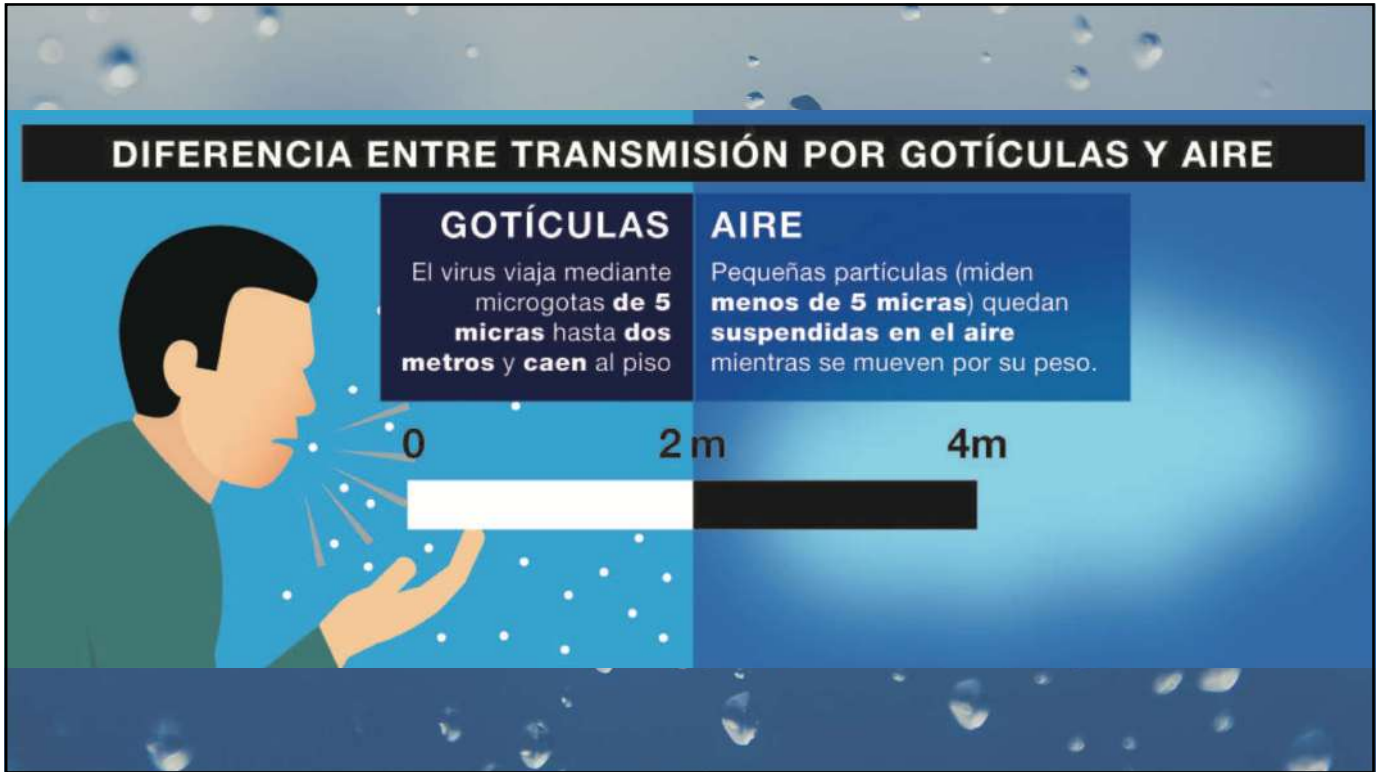 DIFERENCIA ENTRE TRANSMISIÓN POR GOTÍCULAS Y AIRE
GOTÍCULAS
El virus viaja mediante
microgotas de 5
micras hasta dos
metros y caen al piso
AIRE
Pequeñas partículas (miden
menos de 5 micras) quedan
suspendidas en el aire
mientras se mueven por su peso.
0 2 m 4m